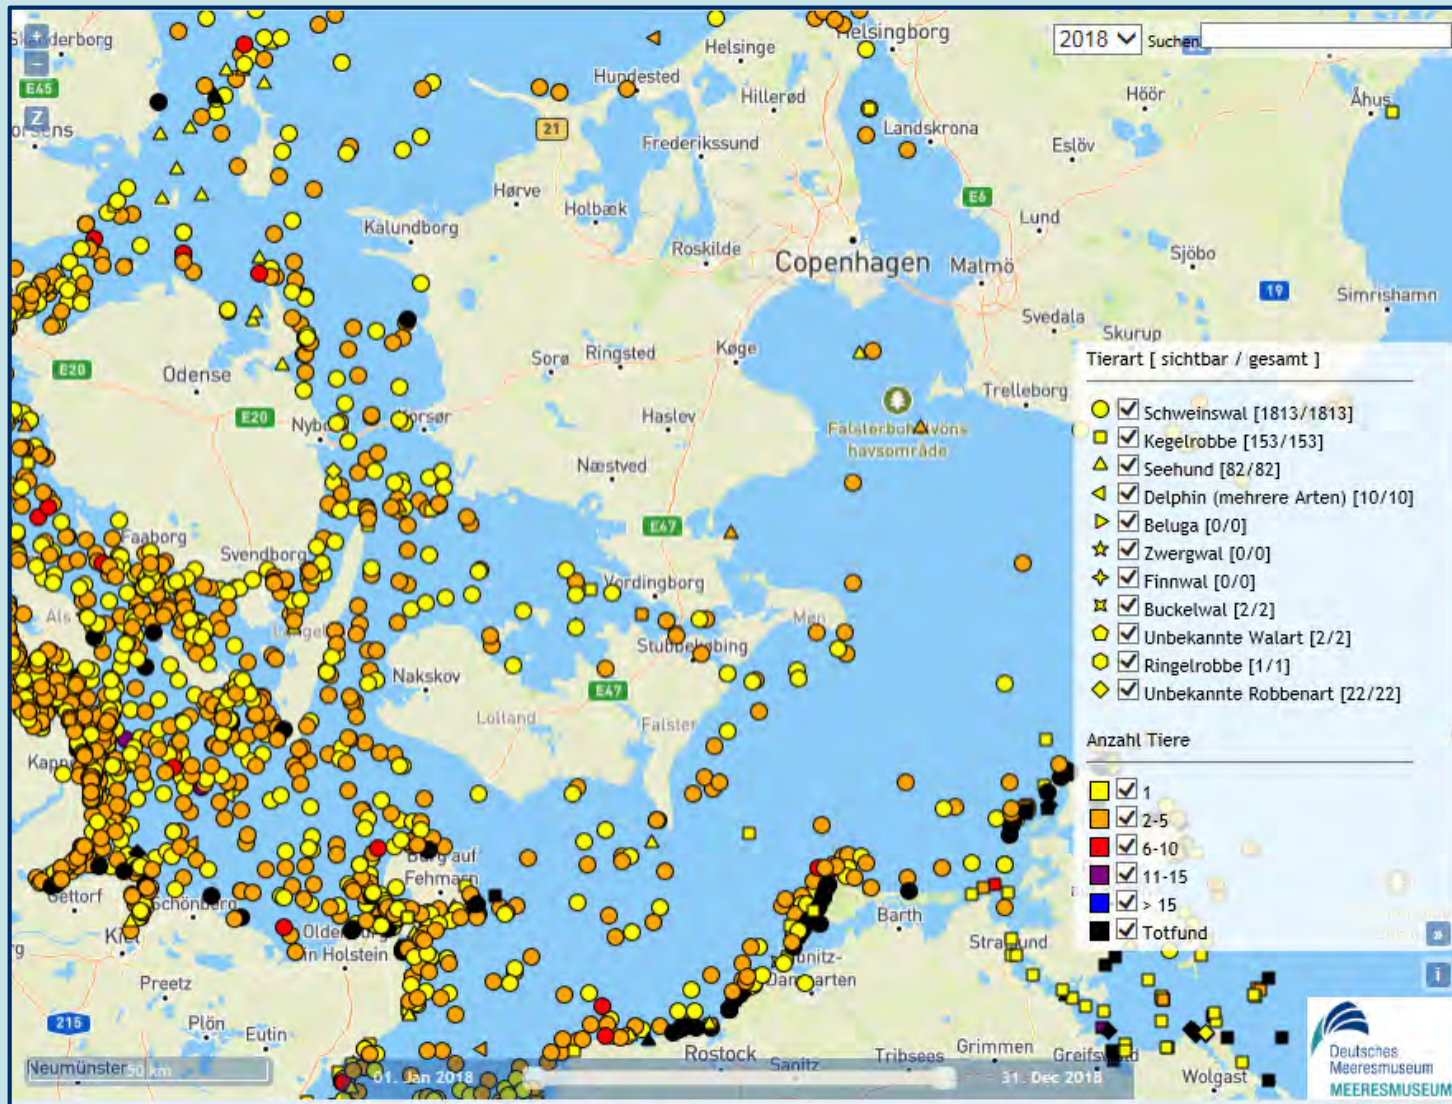 Helsingborg
2018
Suchen
Skanderborg
+
Helsinge
−
Hundested
E45
Hillerød
Höör
Åhus
Z
21
Landskrona
Frederikssund
Eslöv
Hørve
E6
Holbæk
Lund
Kalundborg
Roskilde
Sjöbo
Copenhagen
Malmö
19
Simrishamn
Svedala
Skurup
Køge
Sorø
Ringsted
E20
Odense
Trelleborg
E20
Korsør
Haslev
havsområde
Næstved
E47
Faaborg
Svendborg
Vordingborg
Als
Møn
Stubbekøbing
Nakskov
E47
Lolland
Falster
Tierart [ sichtbar / gesamt ]
Schweinswal [1813/1813]
Kegelrobbe [153/153]
Seehund [82/82]
Delphin (mehrere Arten) [10/10]
Beluga [0/0]
Zwergwal [0/0]
Finnwal [0/0]
Buckelwal [2/2]
Unbekannte Walart [2/2]
Ringelrobbe [1/1]
Unbekannte Robbenart [22/22]
Anzahl Tiere
1
2-5
6-10
11-15
> 15
Totfund
Burg auf
Fehmarn
Gettorf
Schönberg
Barth
Stralsund
Kiel
in Holstein
»
i
Preetz
215
Plön
Eutin
Neumünster
50 km
01. Jan 2018
Rostock
Sanitz
Tribsees
Grimmen
Greifswald
31. Dec 2018
Wolgast
Deutsches
Meeresmuseum
MEERESMUSEUM